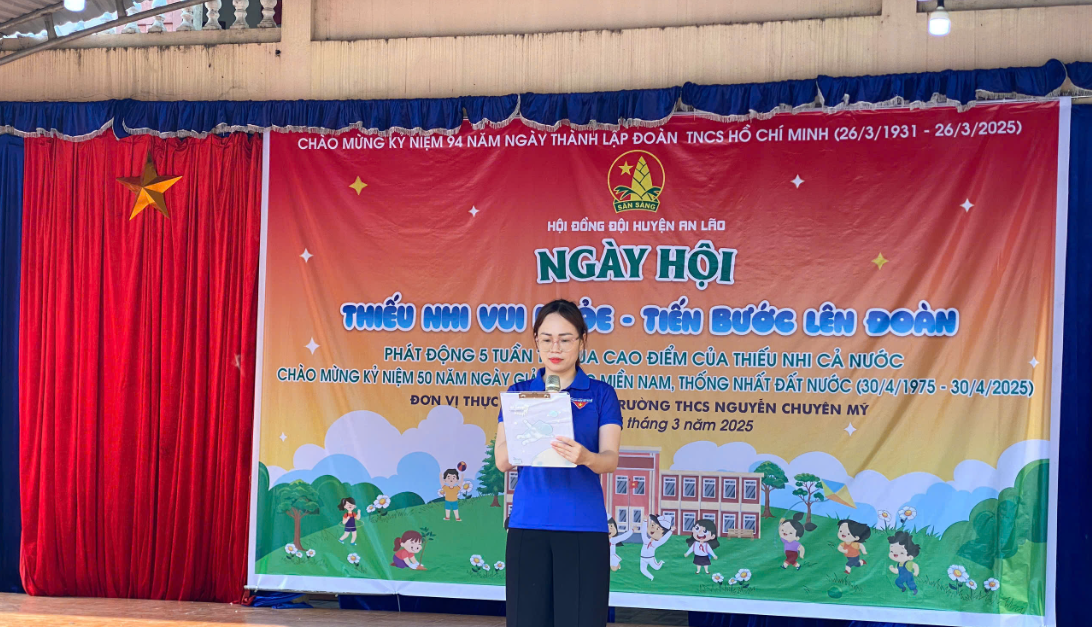 CHÀO MỪNG KỶ NIỆM 94 NĂM NGÀY THÀNH LẬP ĐOÀN TNCS HỒ CHÍ MINH (26/3/1931 - 26/3/2025)
SẴN SÀNG
HỘI ĐỒNG ĐỘI HUYỆN AN LÃO
NGÀY HỘI
THIẾU NHI VUI - TIẾN BƯỚC LÊN ĐOÀN
PHÁT ĐỘNG 5 TUẦN CAO ĐIỂM CỦA THIẾU NHI CẢ NƯỚC
CHÀO MỪNG KỶ NIỆM 50 NĂM NGÀY MIỀN NAM, THỐNG NHẤT ĐẤT NƯỚC (30/4/1975 - 30/4/2025)
ĐƠN VỊ THỰC TRƯỜNG THCS NGUYỄN CHUYÊN MỸ
tháng 3 năm 2025